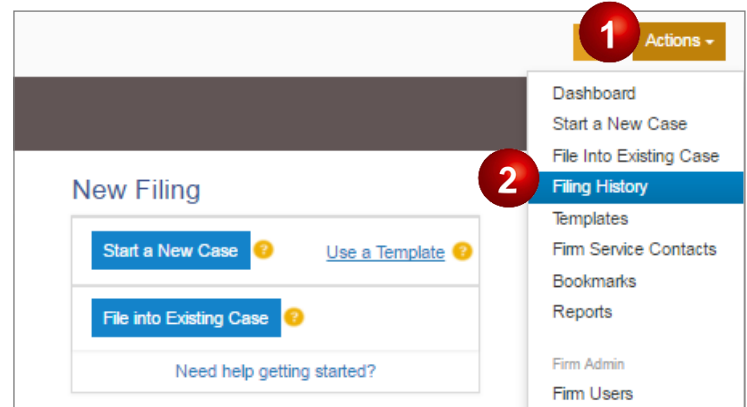 1
Actions
Dashboard
Start a New Case
File Into Existing Case
2
Filing History
Templates
Firm Service Contacts
Bookmarks
Reports
Firm Admin
Firm Users
New Filing
Start a New Case ? Use a Template ?
File into Existing Case ?
Need help getting started?